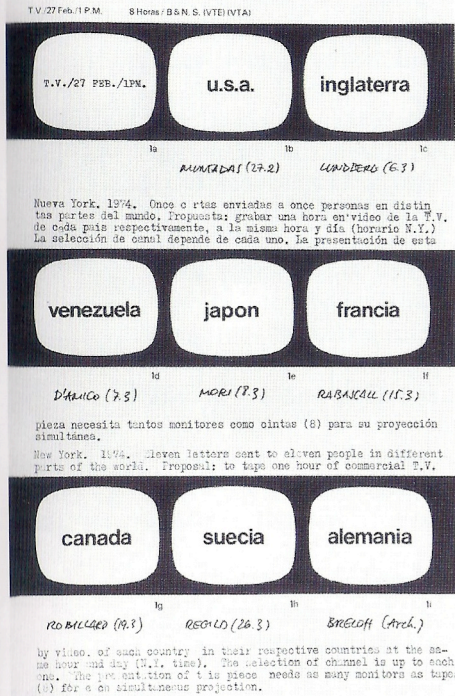 T.V./27 Feb./1 P.M. 8 Horas / B & N. S. (VTE) (VTA)
T.V./27 FEB./1PM. u.s.a. inglaterra
1a 1b 1c
MUNTADAS (27.2) LUNDBERG (6.3)
Nueva York. 1974. Once c rtas enviadas a once personas en distin
tas partes del mundo. Propuesta: grabar una hora en video de la T.V.
de cada pais respectivamente, a la misma hora y día (horario N.Y.)
La selección de canal depende de cada uno. La presentación de esta
venezuela japon francia
1d 1e 1f
D'AMICO (7.3) MORI (8.3) RABASCALL (15.3)
pieza necesita tantos monitores como cintas (8) para su proyección
simultánea.
New York. 1974. Eleven letters sent to eleven people in different
parts of the world. Proposal: to tape one hour of commercial T.V.
canada suecia alemania
1g 1h 1i
ROBILLARD (19.3) (26.3) BRELOH (Arch.)
by video. of each country in their respective countries at the sa-
me hour and day (N.Y. time). The selection of channel is up to each
one. The presentation of t is piece needs as many monitors as tapes
(8) for simultaneous projection.